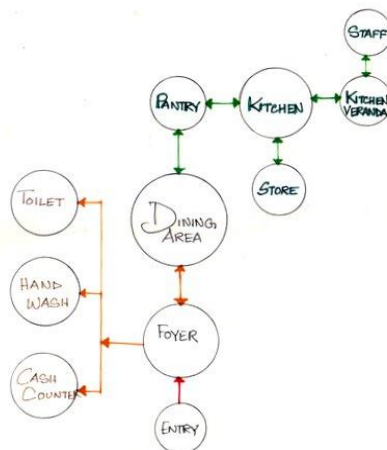 STAFF
PANTRY
KITCHEN
KITCHEN
VERANDA
STORE
TOILET
DINING
AREA
HAND
WASH
FOYER
CASH
COUNTER
ENTRY